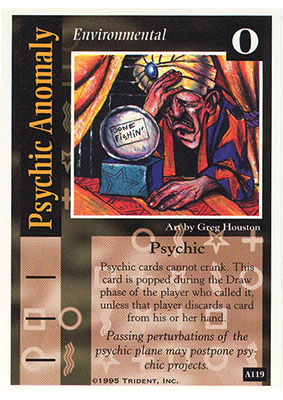 Psychic Anomaly
Environmental
0
GONE
FISHIN'
Art by Greg Houston
Psychic
Psychic cards cannot crank. This
card is popped during the Draw
phase of the player who called it,
unless that player discards a card
from his or her hand.
Passing perturbations of the
psychic plane may postpone psy-
chic projects.
©1995 TRIDENT, INC.
A119